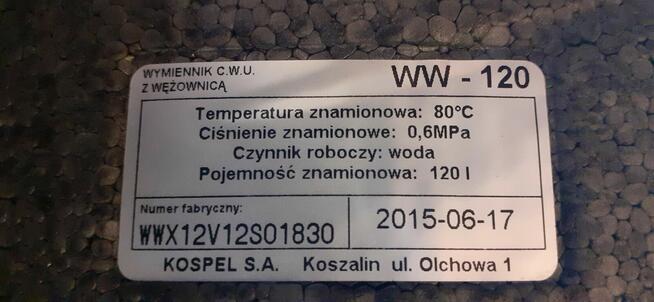 WYMIENNIK C.W.U.
Z WĘŻOWNICĄ
WW - 120
Temperatura znamionowa: 80°C
Ciśnienie znamionowe: 0,6MPa
Czynnik roboczy: woda
Pojemność znamionowa: 120 l
Numer fabryczny:
WWX12V12S01830
2015-06-17
KOSPEL S.A. Koszalin ul. Olchowa 1